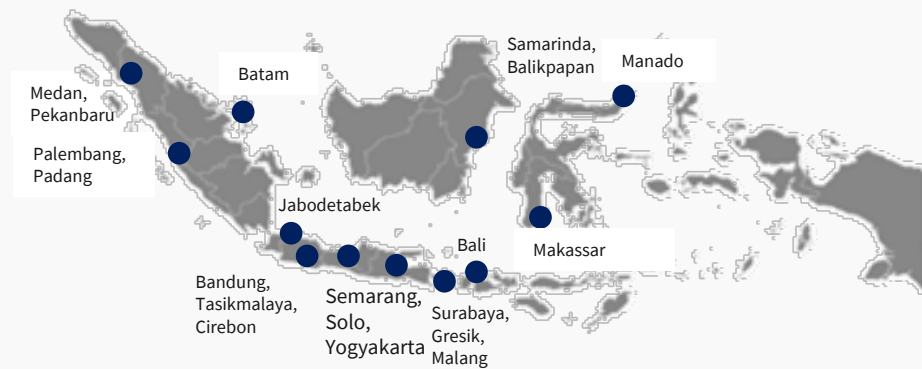 Samarinda,
Balikpapan
Manado
Batam
Medan,
Pekanbaru
Palembang,
Padang
Jabodetabek
Bali
Makassar
Bandung,
Tasikmalaya,
Cirebon
Semarang,
Solo,
Yogyakarta
Surabaya,
Gresik,
Malang